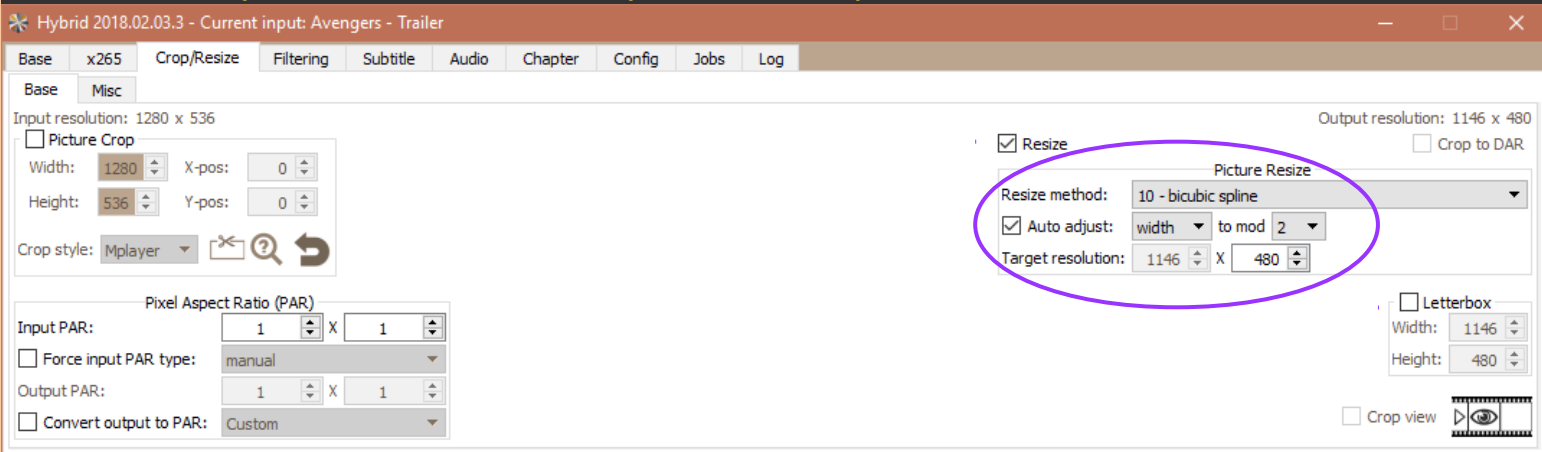 Hybrid 2018.02.03.3 - Current input: Avengers - Trailer
Base x265 Crop/Resize Filtering Subtitle Audio Chapter Config Jobs Log
Base Misc
Input resolution: 1280 x 536
Output resolution: 1146 x 480
Picture Crop
Width: 1280 X-pos: 0
Height: 536 Y-pos: 0
Crop style: Mplayer
Resize
Crop to DAR
Picture Resize
Resize method: 10 - bicubic spline
Auto adjust: width to mod 2
Target resolution: 1146 X 480
Pixel Aspect Ratio (PAR)
Input PAR: 1 X 1
Force input PAR type: manual
Output PAR: 1 X 1
Convert output to PAR: Custom
Letterbox
Width: 1146
Height: 480
Crop view